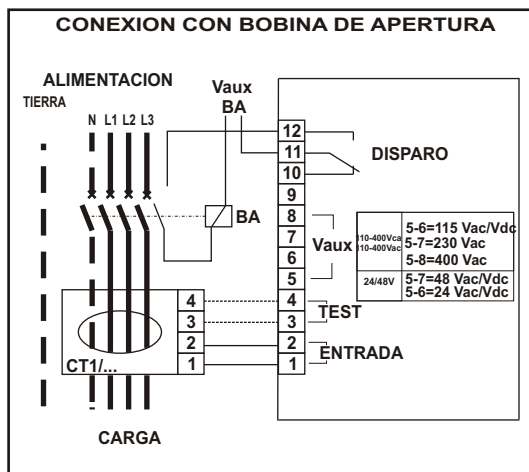 CONEXION CON BOBINA DE APERTURA
ALIMENTACION
TIERRA
N L1 L2 L3
Vaux
BA
BA
12
11
10
9
8
7
6
5
4
3
2
1
DISPARO
Vaux
110-400Vca
110-400Vac
5-6=115 Vac/Vdc
5-7=230 Vac
5-8=400 Vac
24/48V
5-7=48 Vac/Vdc
5-6=24 Vac/Vdc
TEST
ENTRADA
4
3
2
1
CT1/...
CARGA